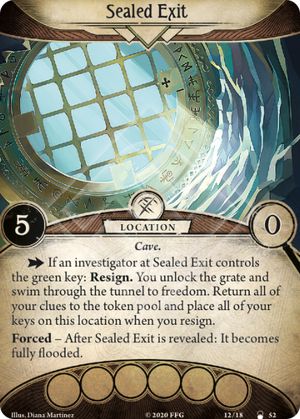 Sealed Exit
5
0
LOCATION
Cave.
If an investigator at Sealed Exit controls
the green key: Resign. You unlock the grate and
swim through the tunnel to freedom. Return all of
your clues to the token pool and place all of your
keys on this location when you resign.
Forced – After Sealed Exit is revealed: It becomes
fully flooded.
Illus. Diana Martinez © 2020 FFG 12/18 52